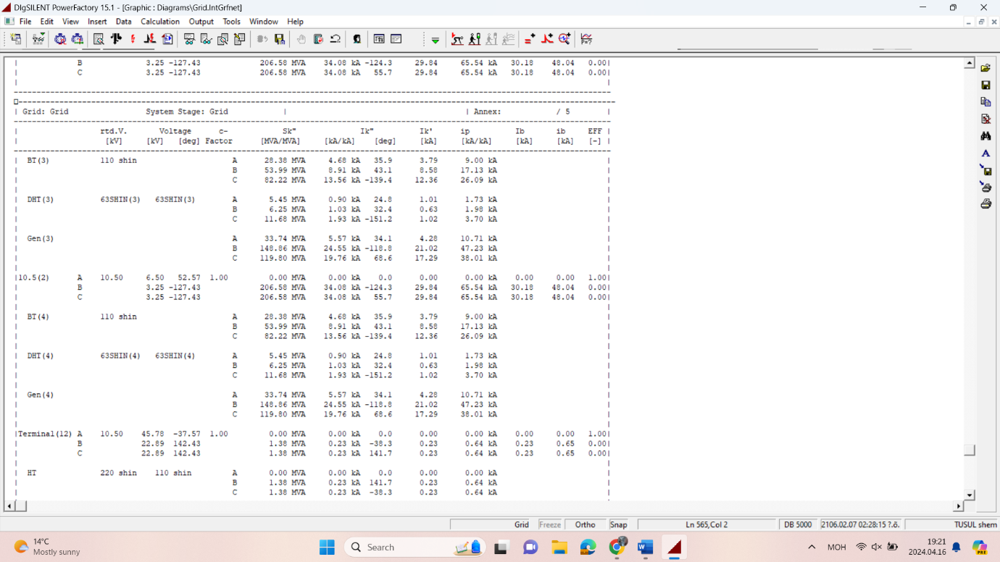 DIgSILENT PowerFactory 15.1 - [Graphic : Diagrams\Grid.IntGrfnet]
File Edit View Insert Data Calculation Output Tools Window Help
B 3.25 -127.43 206.58 MVA 34.08 kA -124.3 29.84 65.54 kA 30.18 48.04 0.00|
C 3.25 -127.43 206.58 MVA 34.08 kA 55.7 29.84 65.54 kA 30.18 48.04 0.00|
| Grid: Grid System Stage: Grid | | Annex: / 5 |
| rtd.V. Voltage c- Sk" Ik" Ik' ip Ib ib EFF |
| [kV] [kV] [deg] Factor [MVA/MVA] [kA/kA] [deg] [kA] [kA/kA] [kA] [kA] [-] |
| BT(3) 110 shin A 28.38 MVA 4.68 kA 35.9 3.79 9.00 kA |
| B 53.99 MVA 8.91 kA 43.1 8.58 17.13 kA |
| C 82.22 MVA 13.56 kA -139.4 12.36 26.09 kA |
| DHT(3) 63SHIN(3) 63SHIN(3) A 5.45 MVA 0.90 kA 24.8 1.01 1.73 kA |
| B 6.25 MVA 1.03 kA 32.4 0.63 1.98 kA |
| C 11.68 MVA 1.93 kA -151.2 1.02 3.70 kA |
| Gen(3) A 33.74 MVA 5.57 kA 34.1 4.28 10.71 kA |
| B 148.86 MVA 24.55 kA -118.8 21.02 47.23 kA |
| C 119.80 MVA 19.76 kA 68.6 17.29 38.01 kA |
|10.5(2) A 10.50 6.50 52.57 1.00 0.00 MVA 0.00 kA 0.0 0.00 0.00 kA 0.00 0.00 1.00|
| B 3.25 -127.43 206.58 MVA 34.08 kA -124.3 29.84 65.54 kA 30.18 48.04 0.00|
| C 3.25 -127.43 206.58 MVA 34.08 kA 55.7 29.84 65.54 kA 30.18 48.04 0.00|
| BT(4) 110 shin A 28.38 MVA 4.68 kA 35.9 3.79 9.00 kA |
| B 53.99 MVA 8.91 kA 43.1 8.58 17.13 kA |
| C 82.22 MVA 13.56 kA -139.4 12.36 26.09 kA |
| DHT(4) 63SHIN(4) 63SHIN(4) A 5.45 MVA 0.90 kA 24.8 1.01 1.73 kA |
| B 6.25 MVA 1.03 kA 32.4 0.63 1.98 kA |
| C 11.68 MVA 1.93 kA -151.2 1.02 3.70 kA |
| Gen(4) A 33.74 MVA 5.57 kA 34.1 4.28 10.71 kA |
| B 148.86 MVA 24.55 kA -118.8 21.02 47.23 kA |
| C 119.80 MVA 19.76 kA 68.6 17.29 38.01 kA |
|Terminal(12) A 10.50 45.78 -37.57 1.00 0.00 MVA 0.00 kA 0.0 0.00 0.00 kA 0.00 0.00 1.00|
| B 22.89 142.43 1.38 MVA 0.23 kA -38.3 0.23 0.64 kA 0.23 0.65 0.00|
| C 22.89 142.43 1.38 MVA 0.23 kA 141.7 0.23 0.64 kA 0.23 0.65 0.00|
| HT 220 shin 110 shin A 0.00 MVA 0.00 kA 0.0 0.00 0.00 kA |
| B 1.38 MVA 0.23 kA 141.7 0.23 0.64 kA |
| C 1.38 MVA 0.23 kA -38.3 0.23 0.64 kA |
Grid Freeze Ortho Snap Ln 565,Col 2 DB 5000 2106.02.07 02:28:15 ?.õ. TUSUL shem
14°C
Mostly sunny
Search
МОН
19:21
2024.04.16
PRE